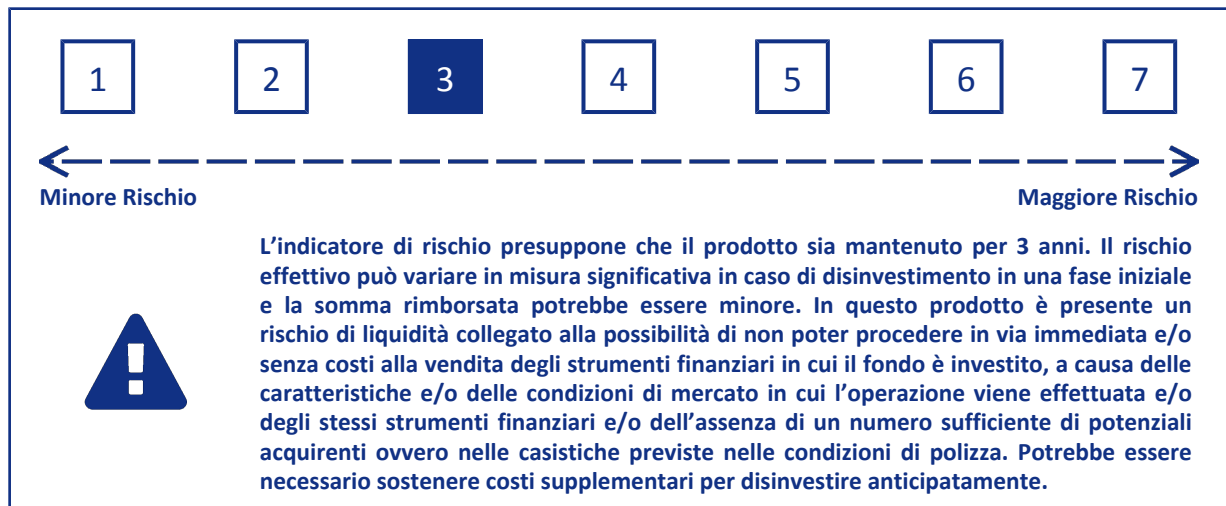 1 2 3 4 5 6 7
Minore Rischio Maggiore Rischio
L’indicatore di rischio presuppone che il prodotto sia mantenuto per 3 anni. Il rischio
effettivo può variare in misura significativa in caso di disinvestimento in una fase iniziale
e la somma rimborsata potrebbe essere minore. In questo prodotto è presente un
rischio di liquidità collegato alla possibilità di non poter procedere in via immediata e/o
senza costi alla vendita degli strumenti finanziari in cui il fondo è investito, a causa delle
caratteristiche e/o delle condizioni di mercato in cui l’operazione viene effettuata e/o
degli stessi strumenti finanziari e/o dell’assenza di un numero sufficiente di potenziali
acquirenti ovvero nelle casistiche previste nelle condizioni di polizza. Potrebbe essere
necessario sostenere costi supplementari per disinvestire anticipatamente.